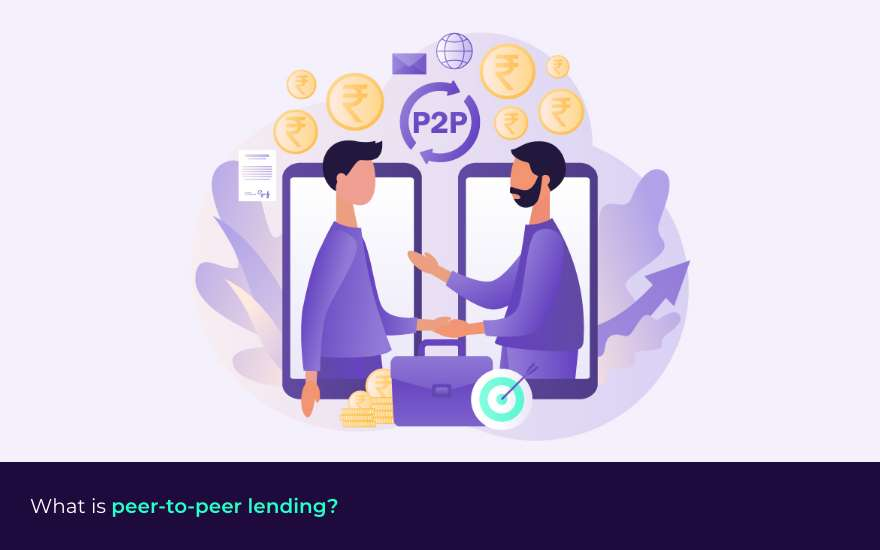 P2P
What is peer-to-peer lending?